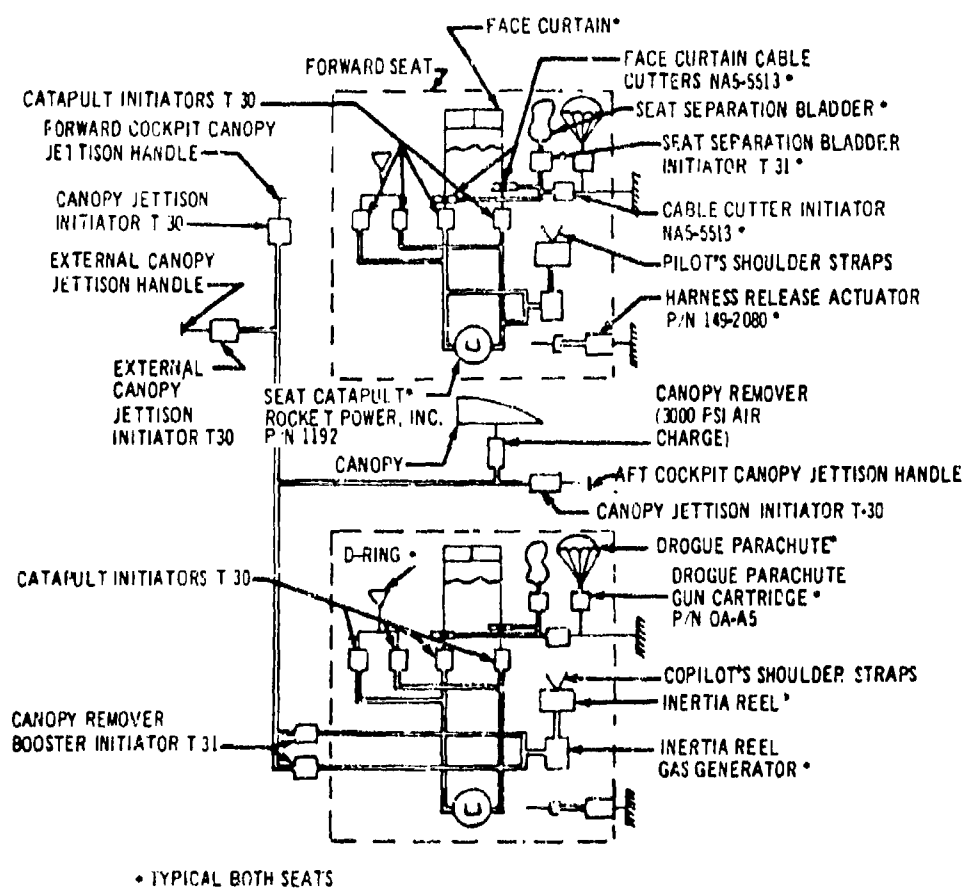 FACE CURTAIN*
FORWARD SEAT
FACE CURTAIN CABLE
CUTTERS NA5-5513 *
CATAPULT INITIATORS T 30
SEAT SEPARATION BLADDER *
FORWARD COCKPIT CANOPY
JETTISON HANDLE
SEAT SEPARATION BLADDER
INITIATOR T 31 *
CANOPY JETTISON
INITIATOR T 30
CABLE CUTTER INITIATOR
NA5-5513 *
EXTERNAL CANOPY
JETTISON HANDLE
PILOT'S SHOULDER STRAPS
HARNESS RELEASE ACTUATOR
P/N 149-2080 *
EXTERNAL
CANOPY
JETTISON
INITIATOR T30
SEAT CATAPULT*
ROCKET POWER, INC.
P/N 1192
CANOPY REMOVER
(3000 PSI AIR
CHARGE)
CANOPY
AFT COCKPIT CANOPY JETTISON HANDLE
CANOPY JETTISON INITIATOR T-30
D-RING *
DROGUE PARACHUTE*
CATAPULT INITIATORS T 30
DROGUE PARACHUTE
GUN CARTRIDGE *
P/N OA-A5
COPILOT'S SHOULDER STRAPS
INERTIA REEL *
CANOPY REMOVER
BOOSTER INITIATOR T 31
INERTIA REEL
GAS GENERATOR *
* TYPICAL BOTH SEATS